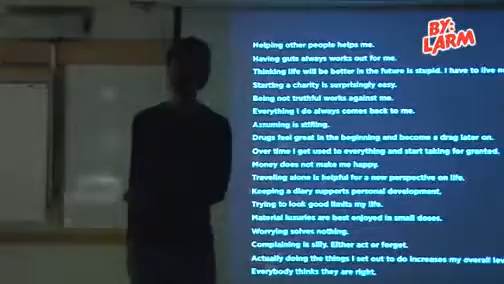 BY:
LARM
Helping other people helps me.
Having guts always works out for me.
Thinking life will be better in the future is stupid. I have to live
Starting a charity is surprisingly easy.
Being not truthful works against me.
Everything I do always comes back to me.
Assuming is stifling.
Drugs feel great in the beginning and become a drag later on.
Over time I get used to everything and start taking for granted.
Money does not make me happy.
Traveling alone is helpful for a new perspective on life.
Keeping a diary supports personal development.
Trying to look good limits my life.
Material luxuries are best enjoyed in small doses.
Worrying solves nothing.
Complaining is silly. Either act or forget.
Actually doing the things I set out to do increases my overall
Everybody thinks they are right.